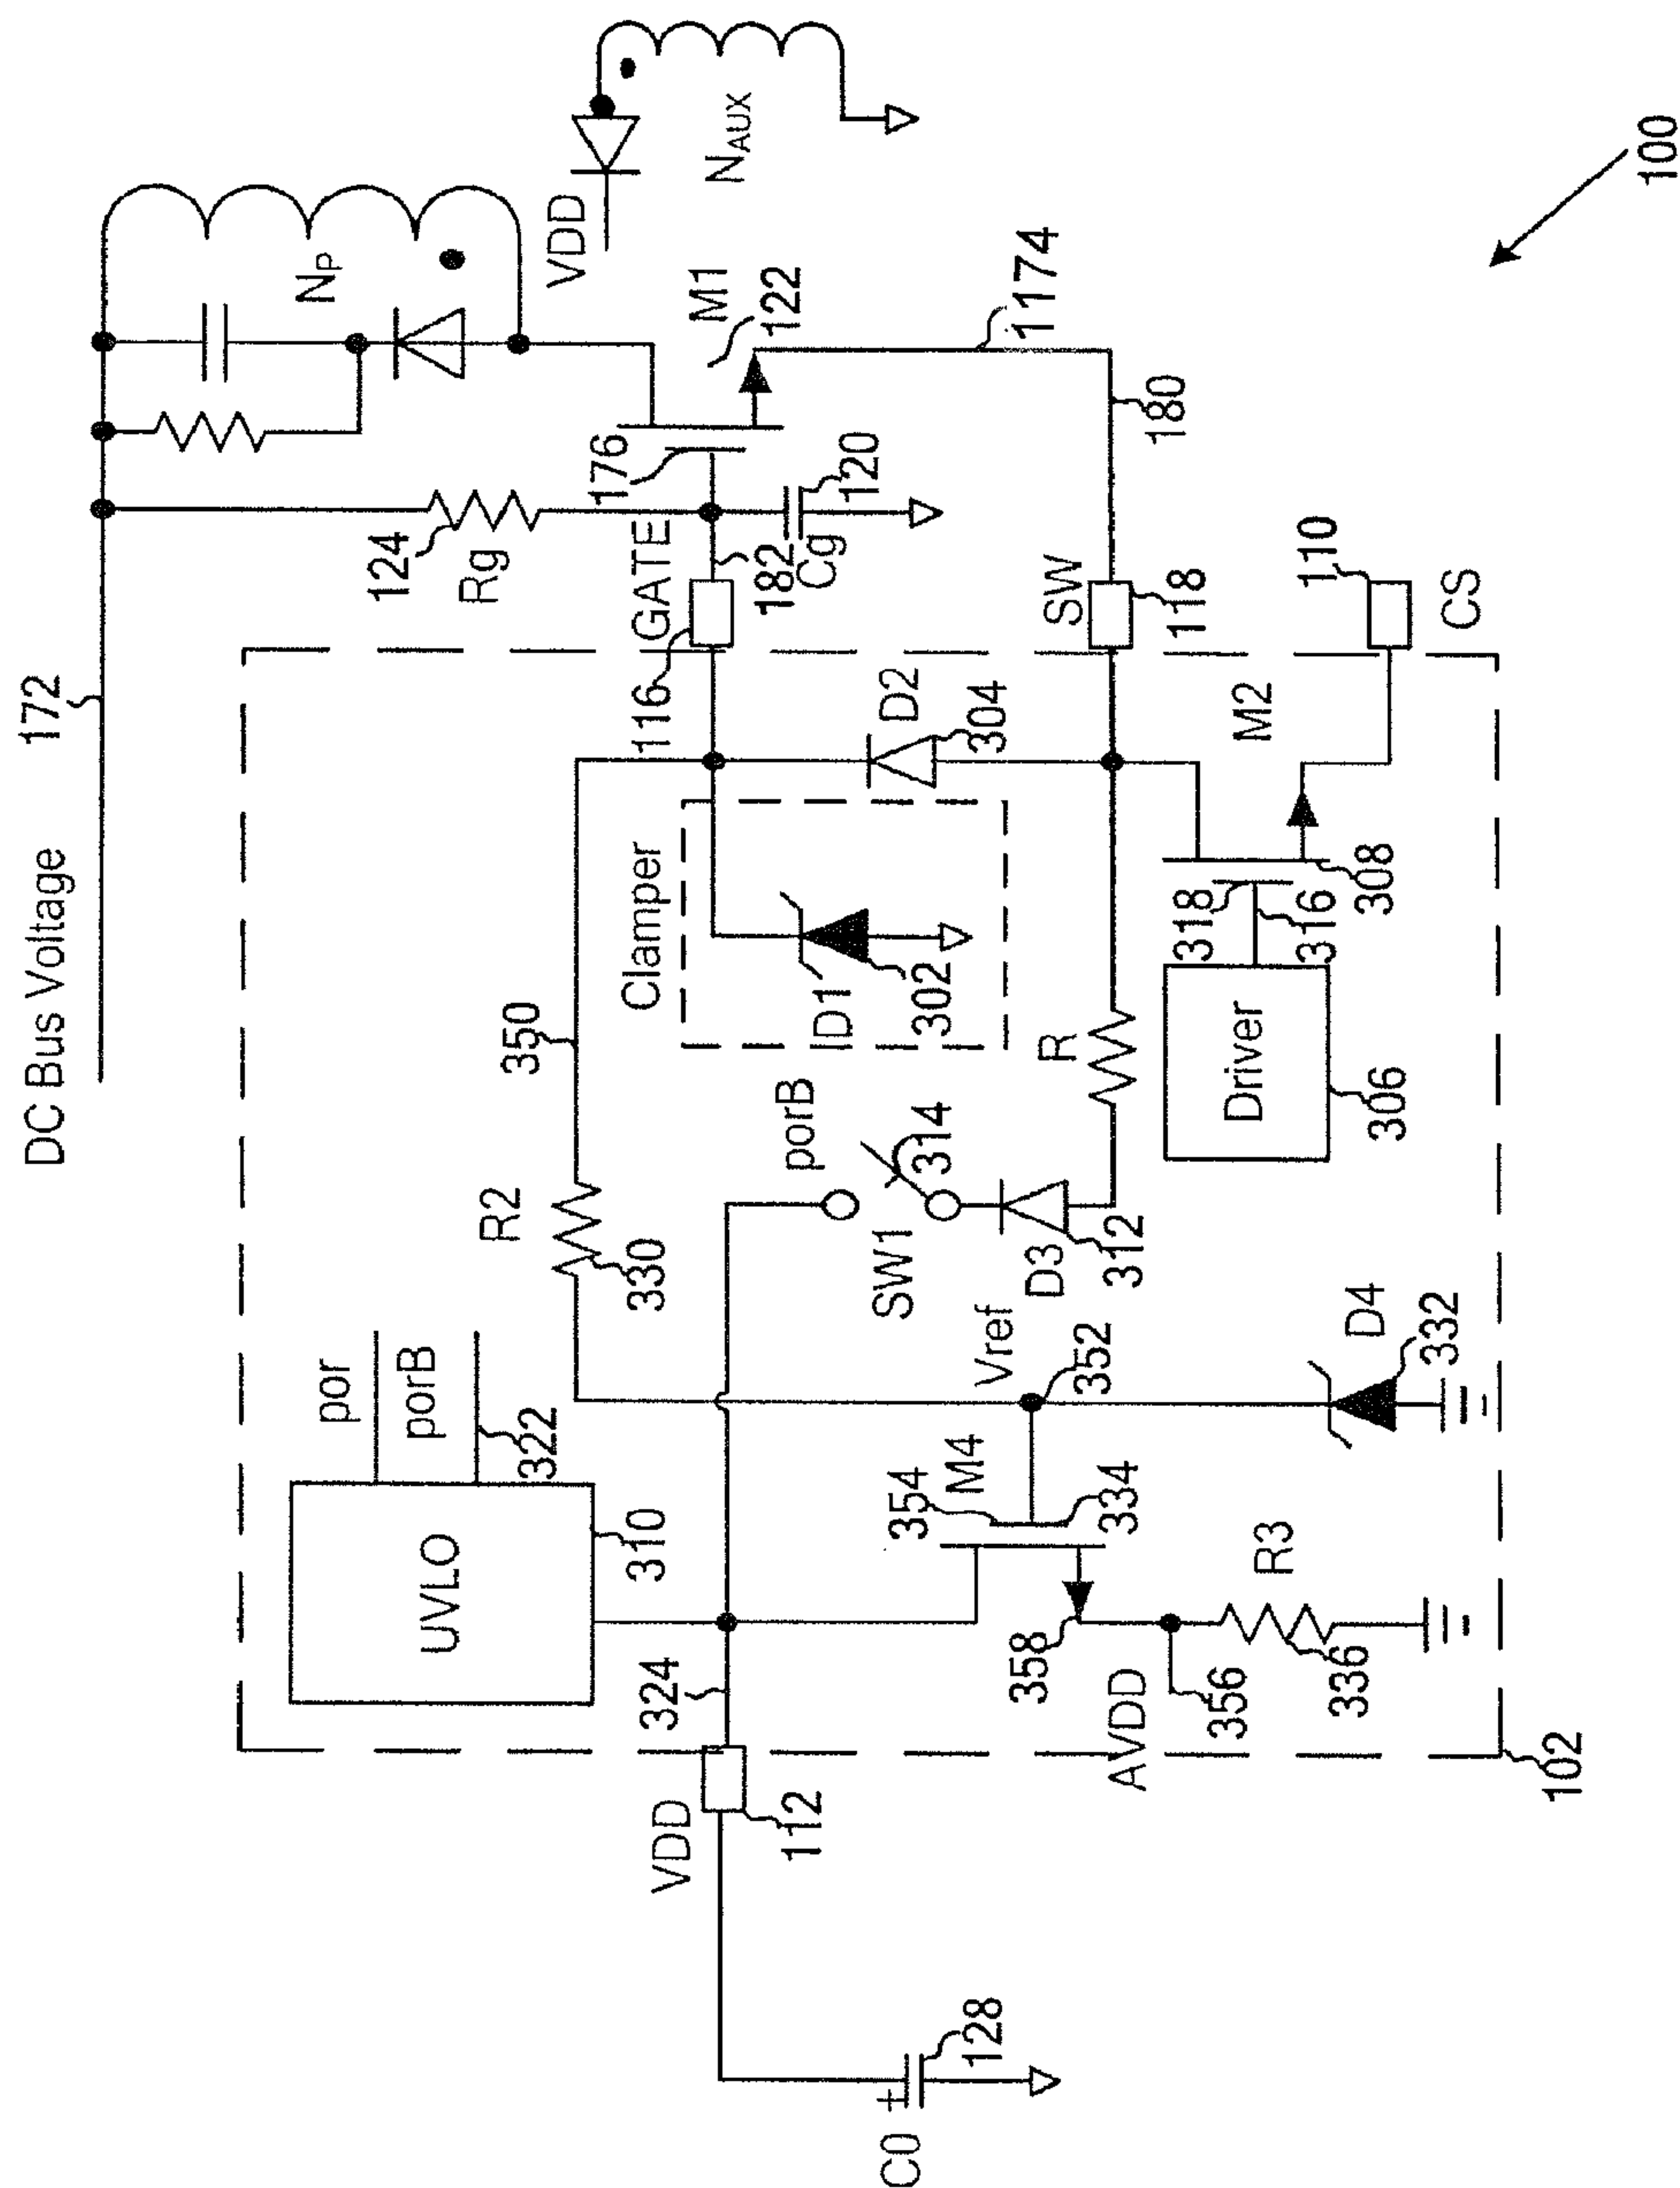 DC Bus Voltage 172
NP
VDD
NAUX
124
Rg
176
M1
122
GATE
116
182
Cg
120
1174
180
SW
118
110
CS
100
350
R2
330
Clamper
ID1
302
D2
304
M2
por
porB
322
UVLO
310
porB
SW1
314
D3
312
R
318
316
308
Driver
306
Vref
352
D4
332
354
M4
334
324
VDD
112
358
AVDD
356
R3
336
102
C0
+
128